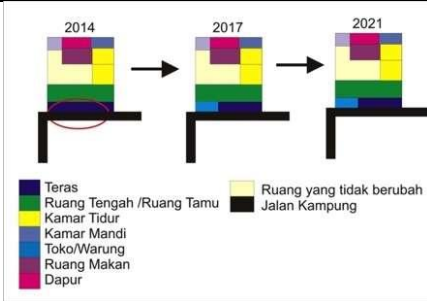 2014
2017
2021
Teras
Ruang Tengah /Ruang Tamu
Kamar Tidur
Kamar Mandi
Toko/Warung
Ruang Makan
Dapur
Ruang yang tidak berubah
Jalan Kampung